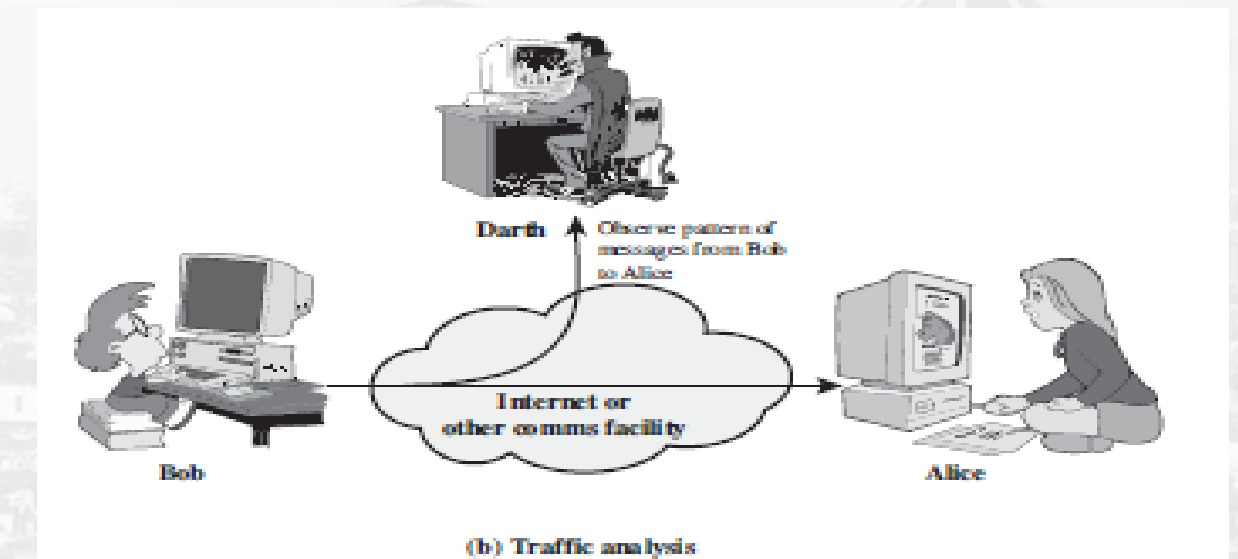 Darth
Observe pattern of
messages from Bob
to Alice
Internet or
other comms facility
Bob
Alice
(b) Traffic analysis